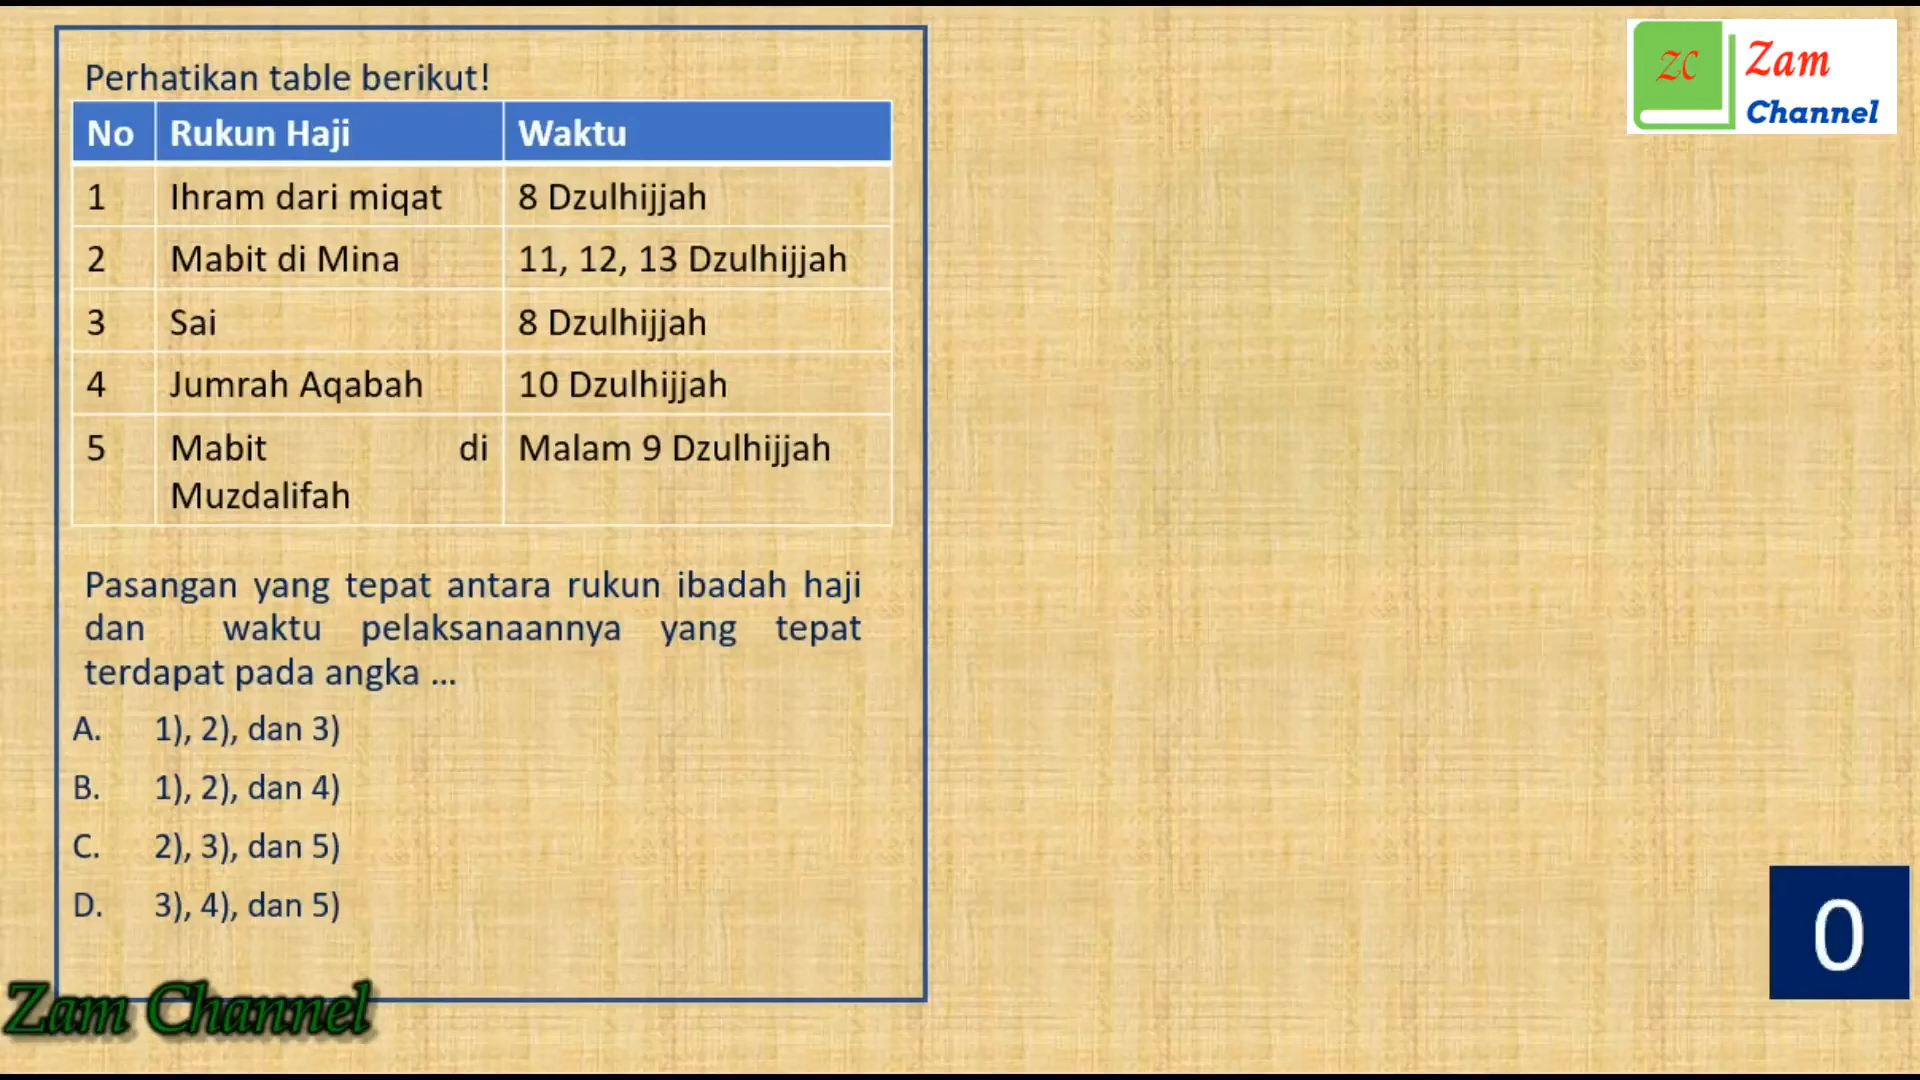 Perhatikan table berikut!
No Rukun Haji Waktu
1 Ihram dari miqat 8 Dzulhijjah
2 Mabit di Mina 11, 12, 13 Dzulhijjah
3 Sai 8 Dzulhijjah
4 Jumrah Aqabah 10 Dzulhijjah
5 Mabit di Malam 9 Dzulhijjah
Muzdalifah
Pasangan yang tepat antara rukun ibadah haji
dan waktu pelaksanaannya yang tepat
terdapat pada angka ...
A. 1), 2), dan 3)
B. 1), 2), dan 4)
C. 2), 3), dan 5)
D. 3), 4), dan 5)
Zam Channel
ZC Zam
Channel
0